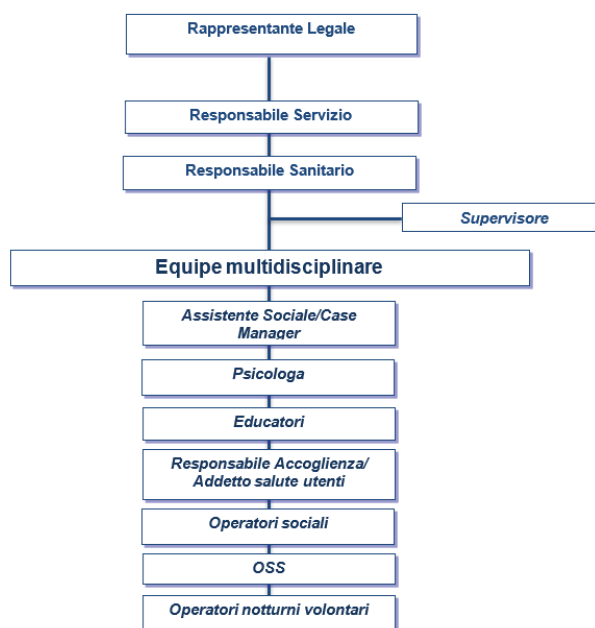 Rappresentante Legale
Responsabile Servizio
Responsabile Sanitario
Supervisore
Equipe multidisciplinare
Assistente Sociale/Case
Manager
Psicologa
Educatori
Responsabile Accoglienza/
Addetto salute utenti
Operatori sociali
OSS
Operatori notturni volontari